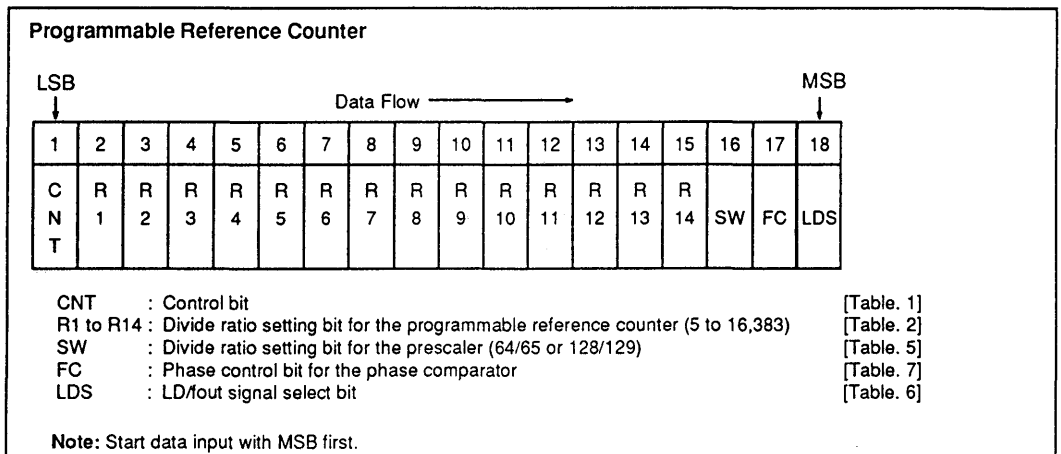 Programmable Reference Counter
LSB MSB
Data Flow
1 2 3 4 5 6 7 8 9 10 11 12 13 14 15 16 17 18
C R R R R R R R R R R R R R R
N 1 2 3 4 5 6 7 8 9 10 11 12 13 14 SW FC LDS
T
CNT : Control bit [Table. 1]
R1 to R14 : Divide ratio setting bit for the programmable reference counter (5 to 16,383) [Table. 2]
SW : Divide ratio setting bit for the prescaler (64/65 or 128/129) [Table. 5]
FC : Phase control bit for the phase comparator [Table. 7]
LDS : LD/fout signal select bit [Table. 6]
Note: Start data input with MSB first.